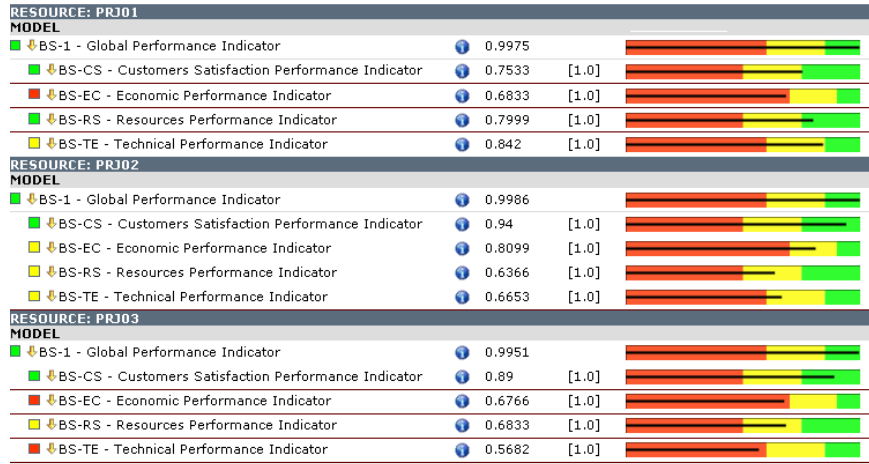 RESOURCE: PRJ01
MODEL
BS-1 - Global Performance Indicator 0.9975
BS-CS - Customers Satisfaction Performance Indicator 0.7533 [1.0]
BS-EC - Economic Performance Indicator 0.6833 [1.0]
BS-RS - Resources Performance Indicator 0.7999 [1.0]
BS-TE - Technical Performance Indicator 0.842 [1.0]
RESOURCE: PRJ02
MODEL
BS-1 - Global Performance Indicator 0.9986
BS-CS - Customers Satisfaction Performance Indicator 0.94 [1.0]
BS-EC - Economic Performance Indicator 0.8099 [1.0]
BS-RS - Resources Performance Indicator 0.6366 [1.0]
BS-TE - Technical Performance Indicator 0.6653 [1.0]
RESOURCE: PRJ03
MODEL
BS-1 - Global Performance Indicator 0.9951
BS-CS - Customers Satisfaction Performance Indicator 0.89 [1.0]
BS-EC - Economic Performance Indicator 0.6766 [1.0]
BS-RS - Resources Performance Indicator 0.6833 [1.0]
BS-TE - Technical Performance Indicator 0.5682 [1.0]